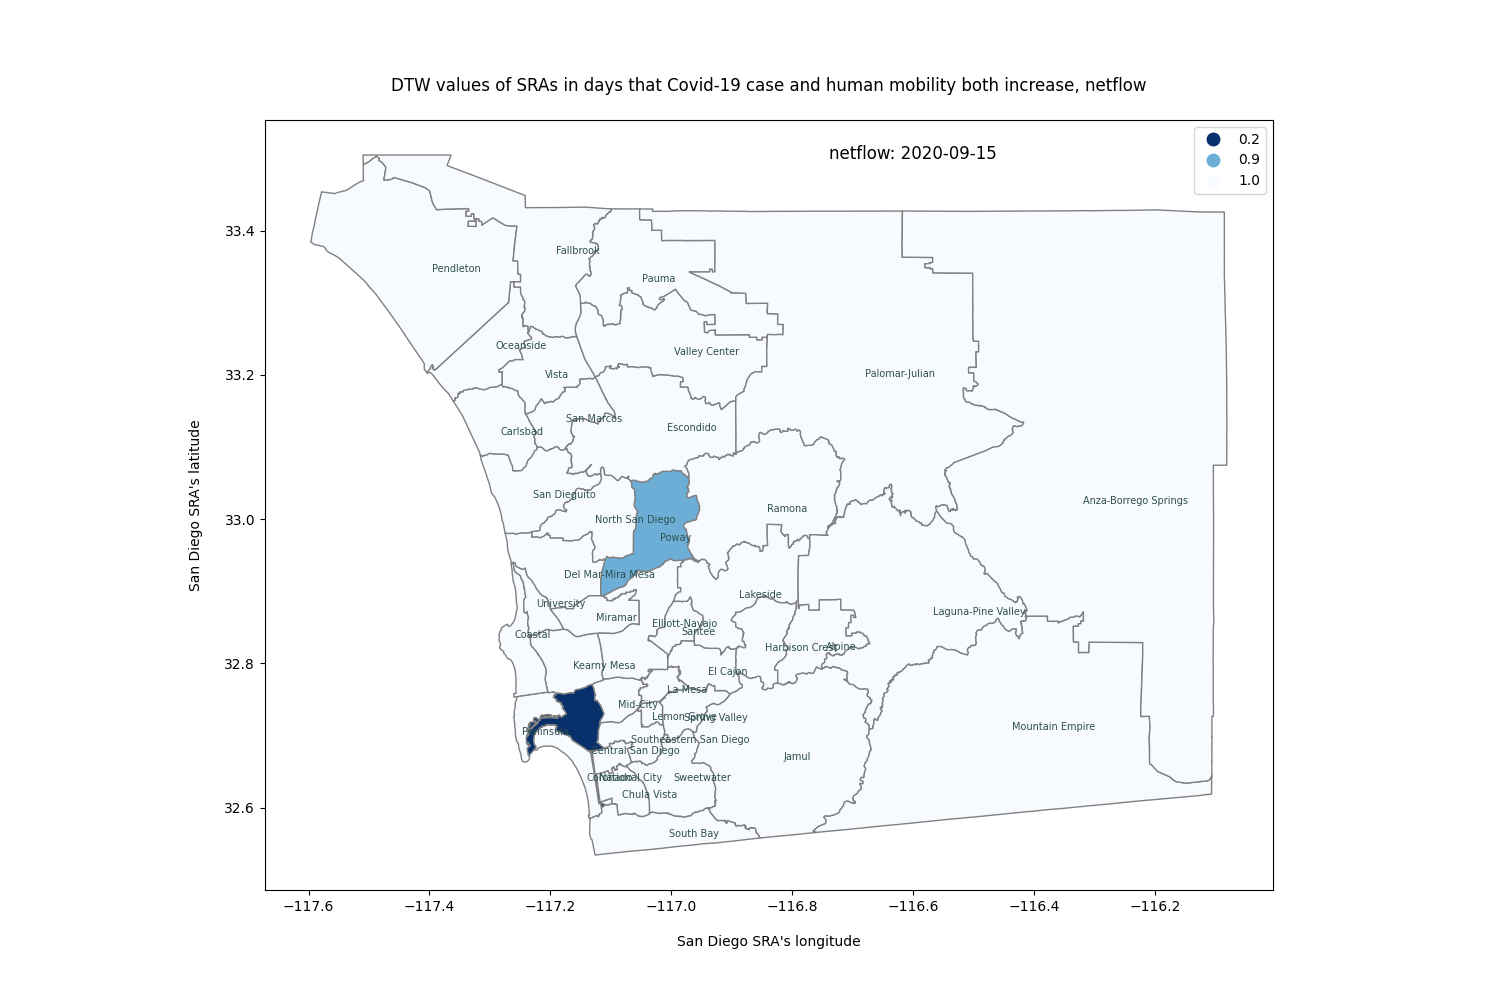 DTW values of SRAs in days that Covid-19 case and human mobility both increase, netflow
netflow: 2020-09-15
0.2
0.9
1.0
33.4
33.2
33.0
32.8
32.6
San Diego SRA's latitude
Fallbrook
Pendleton
Pauma
Oceanside
Valley Center
Vista
Palomar-Julian
San Marcos
Carlsbad
Escondido
San Dieguito
Anza-Borrego Springs
Ramona
North San Diego
Poway
Del Mar-Mira Mesa
Lakeside
University
Laguna-Pine Valley
Miramar
Elliott-Navajo
Santee
Coastal
Harbison Crest
Alpine
Kearny Mesa
El Cajon
La Mesa
Mid-City
Lemon Grove
Spring Valley
Mountain Empire
Peninsula
Southeastern San Diego
Central San Diego
Jamul
Coronado
National City
Sweetwater
Chula Vista
South Bay
−117.6 −117.4 −117.2 −117.0 −116.8 −116.6 −116.4 −116.2
San Diego SRA's longitude